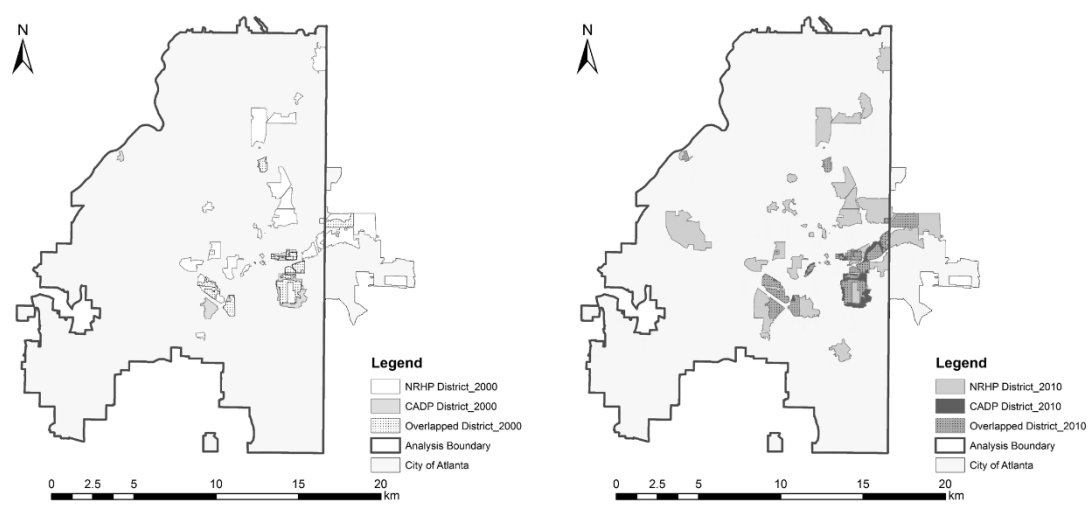 N
Legend
NRHP District_2000
CADP District_2000
Overlapped District_2000
Analysis Boundary
City of Atlanta
0 2.5 5 10 15 20
km
N
Legend
NRHP District_2010
CADP District_2010
Overlapped District_2010
Analysis Boundary
City of Atlanta
0 2.5 5 10 15 20
km